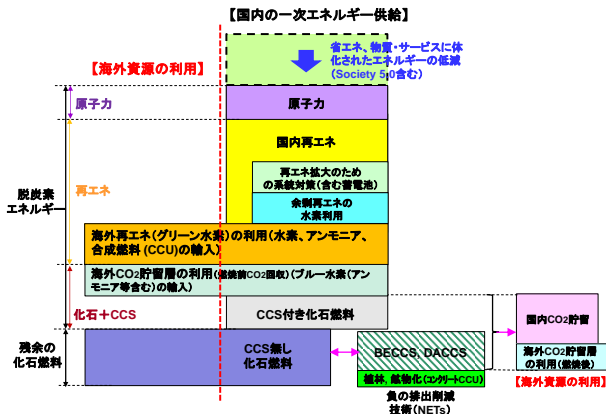 【国内の一次エネルギー供給】
省エネ、物質・サービスに体
化されたエネルギーの低減
(Society 5.0含む)
【海外資源の利用】
原子力
原子力
国内再エネ
再エネ拡大のため
の系統対策(含む蓄電池)
再エネ
余剰再エネの
水素利用
脱炭素
エネルギー
海外再エネ(グリーン水素)の利用(水素、アンモニア、
合成燃料(CCU)の輸入)
海外CO2貯留層の利用(燃焼前CO2回収)(ブルー水素(アン
モニア等含む)の輸入)
化石+CCS
CCS付き化石燃料
国内CO2貯留
残余の
化石燃料
CCS無し
化石燃料
BECCS, DACCS
海外CO2貯留層
の利用(燃焼後)
植林、鉱物化(コンクリートCCU)
【海外資源の利用】
負の排出削減
技術(NETs)